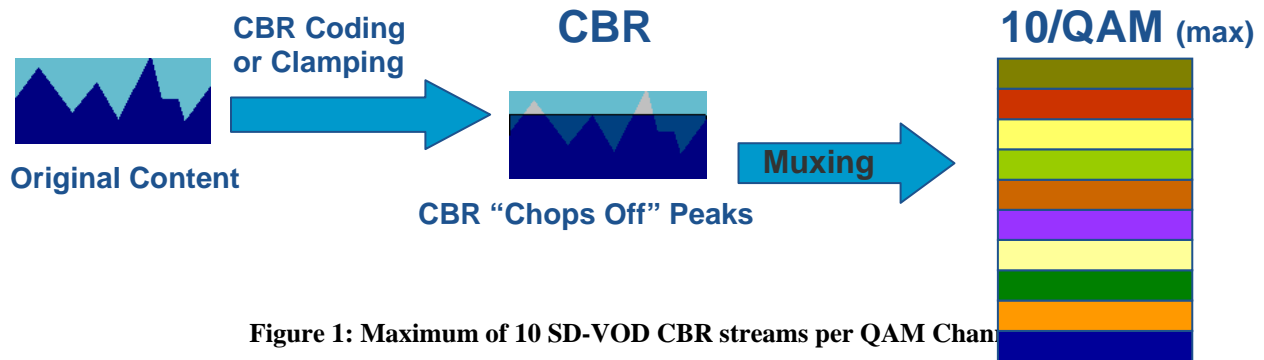 CBR Coding
or Clamping
CBR
10/QAM (max)
Original Content
Muxing
CBR “Chops Off” Peaks
Figure 1: Maximum of 10 SD-VOD CBR streams per QAM